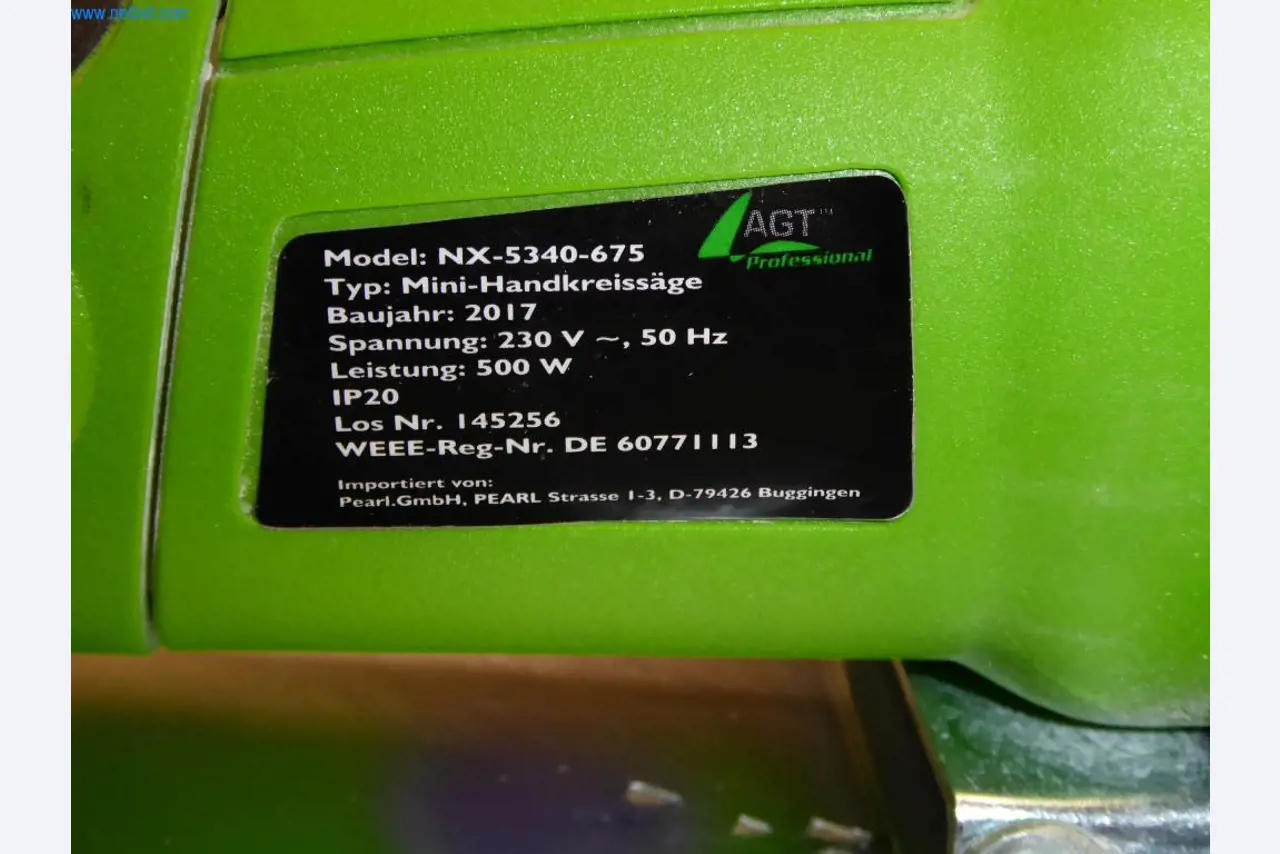 www.netbid.com
AGT™
Professional
Model: NX-5340-675
Typ: Mini-Handkreissäge
Baujahr: 2017
Spannung: 230 V ~, 50 Hz
Leistung: 500 W
IP20
Los Nr. 145256
WEEE-Reg-Nr. DE 60771113
Importiert von:
Pearl.GmbH, PEARL Strasse 1-3, D-79426 Buggingen